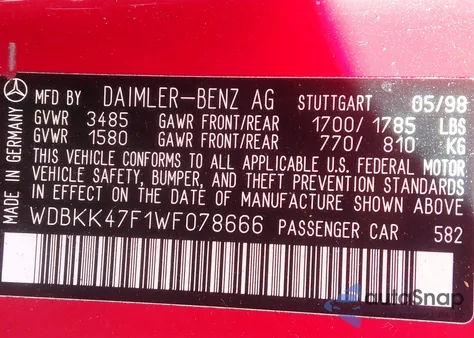 MFD BY DAIMLER-BENZ AG STUTTGART 05/98
GVWR 3485 GAWR FRONT/REAR 1700/1785 LBS
GVWR 1580 GAWR FRONT/REAR 770/ 810 KG
THIS VEHICLE CONFORMS TO ALL APPLICABLE U.S. FEDERAL MOTOR
VEHICLE SAFETY, BUMPER, AND THEFT PREVENTION STANDARDS
IN EFFECT ON THE DATE OF MANUFACTURE SHOWN ABOVE
WDBKK47F1WF078666 PASSENGER CAR 582
MADE IN GERMANY
autoSnap